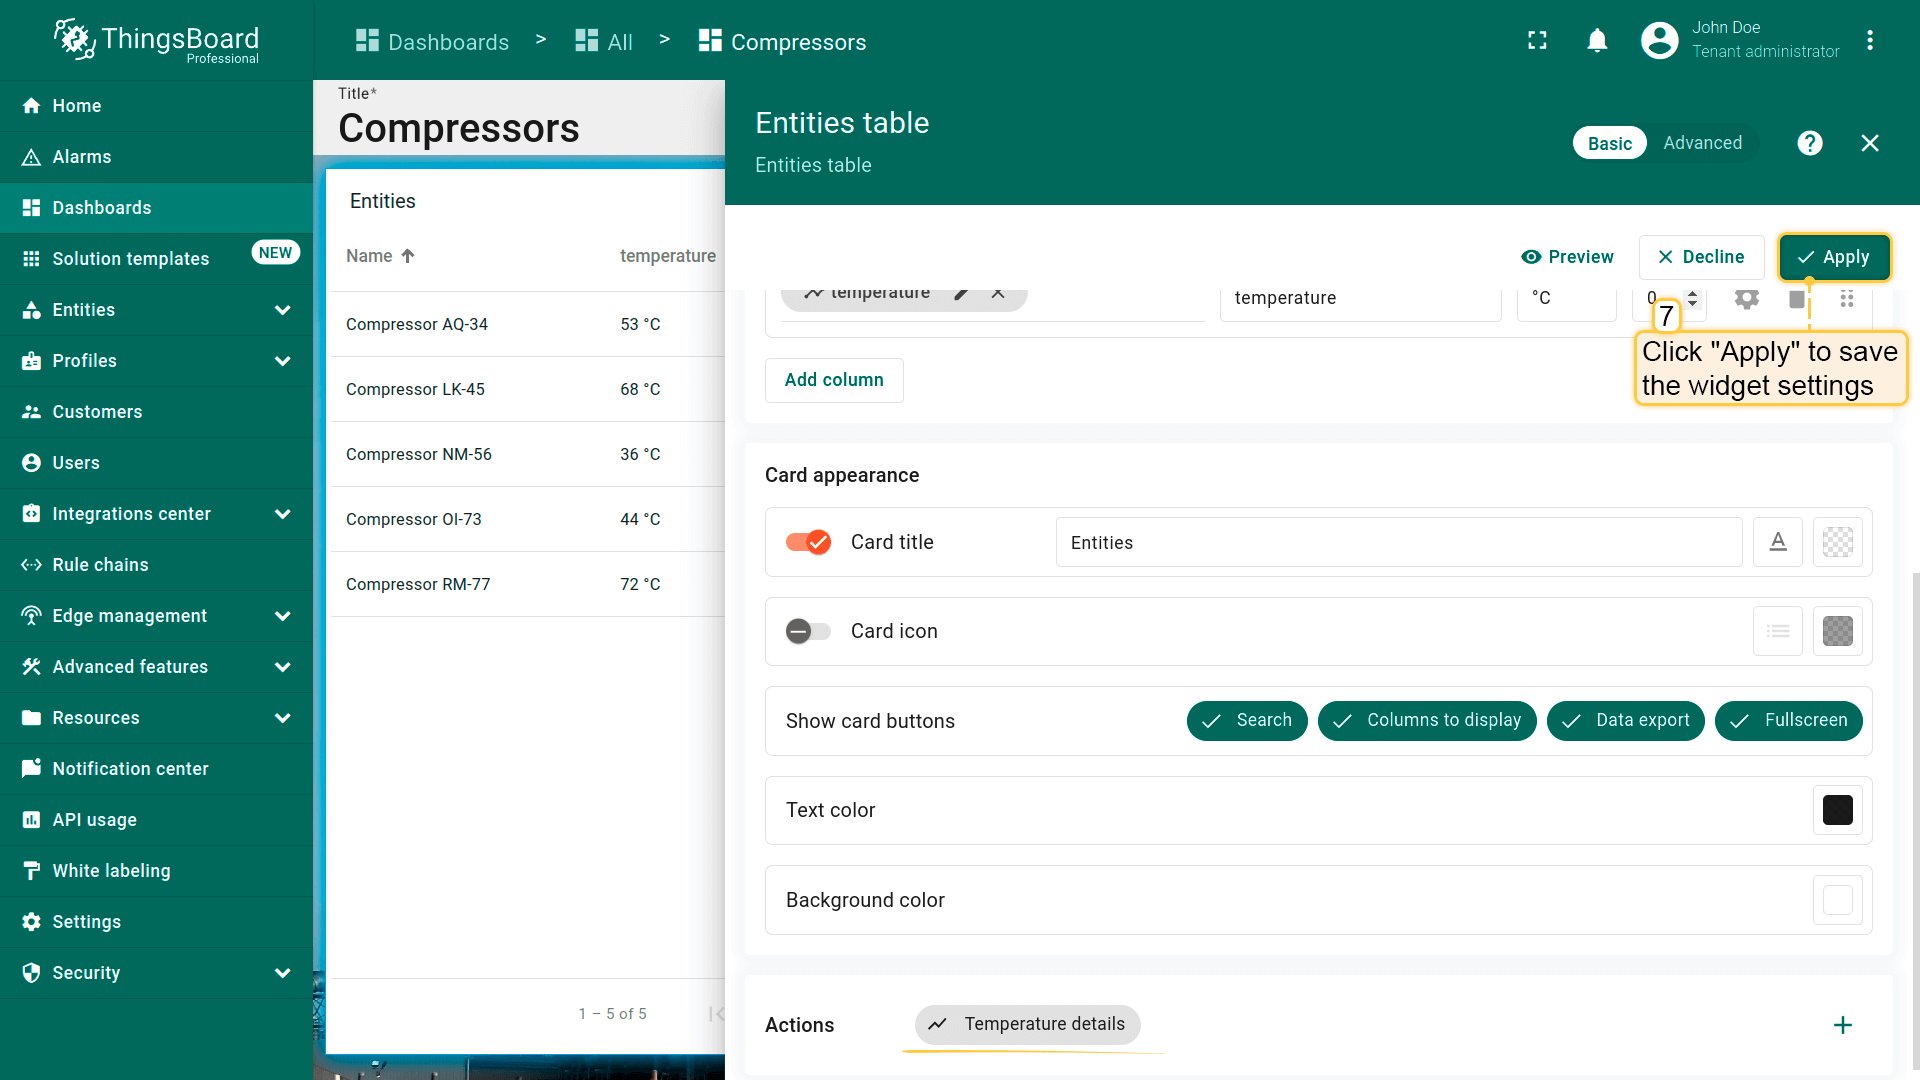 ThingsBoard
Professional
Dashboards > All > Compressors
John Doe
Tenant administrator
Home
Alarms
Dashboards
Solution templates NEW
Entities
Profiles
Customers
Users
Integrations center
Rule chains
Edge management
Advanced features
Resources
Notification center
API usage
White labeling
Settings
Security
Title*
Compressors
Entities
Name temperature
Compressor AQ-34 53 °C
Compressor LK-45 68 °C
Compressor NM-56 36 °C
Compressor OI-73 44 °C
Compressor RM-77 72 °C
1 – 5 of 5
Entities table
Entities table
Basic Advanced
Preview Decline Apply
temperature temperature °C 0
7
Click "Apply" to save
the widget settings
Add column
Card appearance
Card title Entities
Card icon
Show card buttons Search Columns to display Data export Fullscreen
Text color
Background color
Actions Temperature details